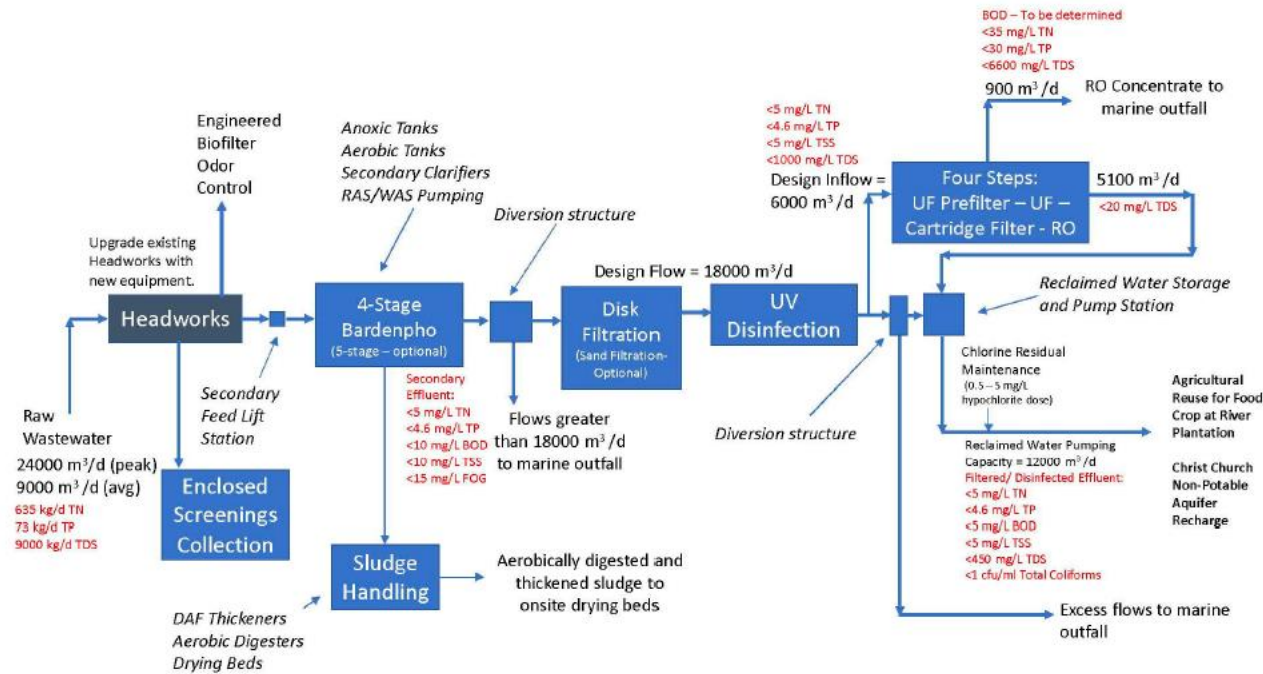 BOD – To be determined
<35 mg/L TN
<30 mg/L TP
<6600 mg/L TDS
900 m³/d
RO Concentrate to
marine outfall
Engineered
Biofilter
Odor
Control
Anoxic Tanks
Aerobic Tanks
Secondary Clarifiers
RAS/WAS Pumping
<5 mg/L TN
<4.6 mg/L TP
<5 mg/L TSS
<1000 mg/L TDS
Design Inflow =
6000 m³/d
Four Steps:
UF Prefilter – UF –
Cartridge Filter - RO
5100 m³/d
<20 mg/L TDS
Diversion structure
Upgrade existing
Headworks with
new equipment.
Design Flow = 18000 m³/d
Headworks
4-Stage
Bardenpho
(5-stage – optional)
Disk
Filtration
(Sand Filtration-
Optional)
UV
Disinfection
Reclaimed Water Storage
and Pump Station
Raw
Wastewater
24000 m³/d (peak)
9000 m³/d (avg)
635 kg/d TN
73 kg/d TP
9000 kg/d TDS
Secondary
Feed Lift
Station
Enclosed
Screenings
Collection
Secondary
Effluent:
<5 mg/L TN
<4.6 mg/L TP
<10 mg/L BOD
<10 mg/L TSS
<15 mg/L FOG
Flows greater
than 18000 m³/d
to marine outfall
Diversion structure
Chlorine Residual
Maintenance
(0.5 – 5 mg/L
hypochlorite dose)
Reclaimed Water Pumping
Capacity = 12000 m³/d
Filtered/ Disinfected Effluent:
<5 mg/L TN
<4.6 mg/L TP
<5 mg/L BOD
<5 mg/L TSS
<450 mg/L TDS
<1 cfu/ml Total Coliforms
Agricultural
Reuse for Food
Crop at River
Plantation
Christ Church
Non-Potable
Aquifer
Recharge
Sludge
Handling
Aerobically digested and
thickened sludge to
onsite drying beds
DAF Thickeners
Aerobic Digesters
Drying Beds
Excess flows to marine
outfall